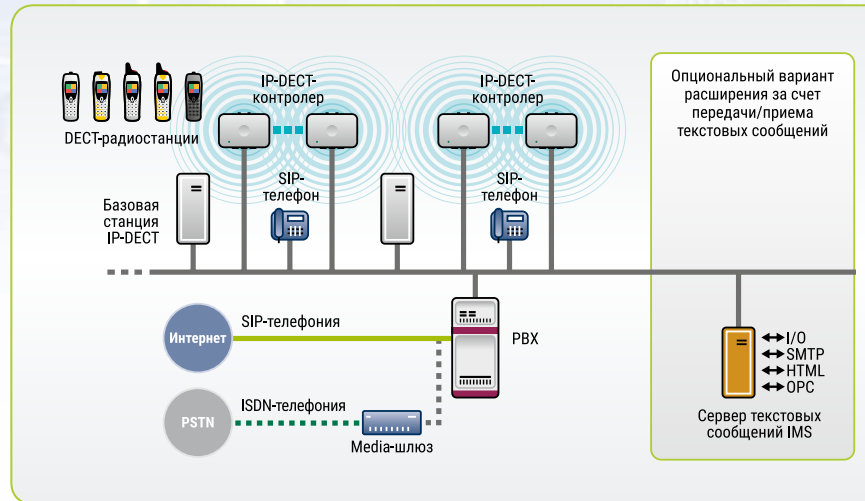 IP-DECT-
контролер
IP-DECT-
контролер
DECT-радиостанции
Опциональный вариант
расширения за счет
передачи/приема
текстовых сообщений
SIP-
телефон
SIP-
телефон
Базовая
станция
IP-DECT
Интернет
SIP-телефония
PBX
PSTN
ISDN-телефония
Media-шлюз
I/O
SMTP
HTML
OPC
Сервер текстовых
сообщений IMS